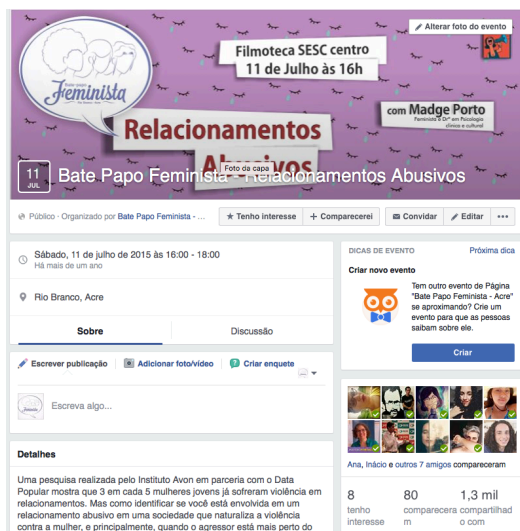 Alterar foto do evento
Filmoteca SESC centro
11 de Julho às 16h
Feminista
com Madge Porto
Feminista e Drª em Psicologia
clínica e cultural
Relacionamentos
Abusivos
Foto da capa
11
JUL
Bate Papo Feminista - Relacionamentos Abusivos
Público · Organizado por Bate Papo Feminista - ...
Tenho interesse
Comparecerei
Convidar
Editar
Sábado, 11 de julho de 2015 às 16:00 - 18:00
Há mais de um ano
Rio Branco, Acre
Sobre
Discussão
Escrever publicação
Adicionar foto/vídeo
Criar enquete
Escreva algo...
Detalhes
Uma pesquisa realizada pelo Instituto Avon em parceria com o Data
Popular mostra que 3 em cada 5 mulheres jovens já sofreram violência em
relacionamentos. Mas como identificar se você está envolvida em um
relacionamento abusivo em uma sociedade que naturaliza a violência
contra a mulher, e principalmente, quando o agressor está mais perto do
DICAS DE EVENTO
Próxima dica
Criar novo evento
Tem outro evento de Página
"Bate Papo Feminista - Acre"
se aproximando? Crie um
evento para que as pessoas
saibam sobre ele.
Criar
Ana, Inácio e outros 7 amigos compareceram
8
tenho
interesse
80
comparecera
m
1,3 mil
compartilhad
o com